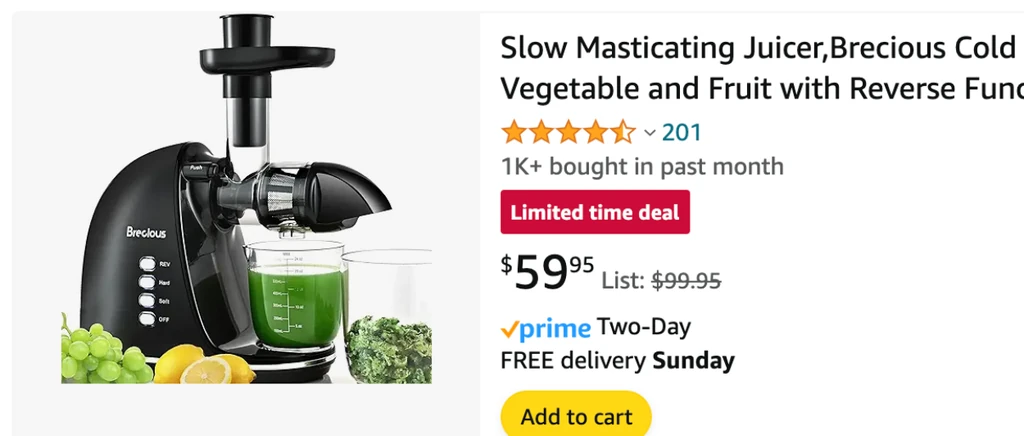 Slow Masticating Juicer,Brecious Cold
Vegetable and Fruit with Reverse Func
201
1K+ bought in past month
Limited time deal
$59.95 List: $99.95
prime Two-Day
FREE delivery Sunday
Add to cart
Push
Brecious
REV
Hard
Soft
OFF